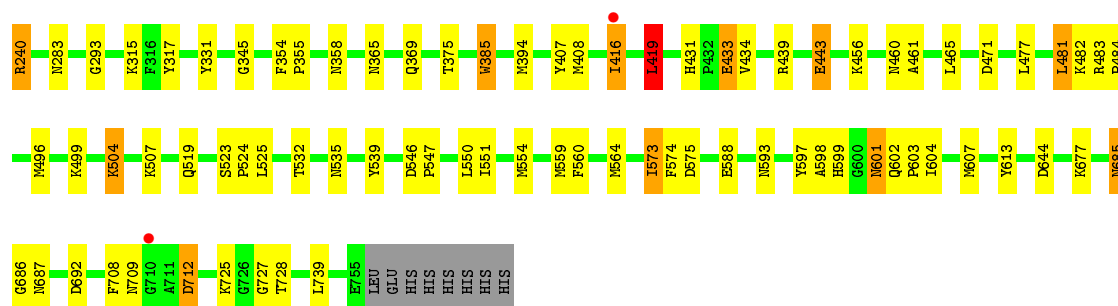 R240 N283 G293 K315 F316 Y317 Y331 G345 F354 P355 N358 N365 Q369 T375 W385 M394 Y407 M408 I416 L419 H431 P432 E433 V434 R439 E443 K456 N460 A461 L465 D471 L477 L481 K482 R483
M496 K499 K504 K507 Q519 S523 P524 L525 T532 N535 Y539 D546 P547 L550 I551 M554 M559 F560 M564 I573 F574 D575 E588 N593 Y597 A598 H599 G600 N601 Q602 P603 I604 M607 Y613 D644 K677
G686 N687 D692 F708 N709 G710 A711 D712 K725 G726 G727 T728 L739 E755 LEU GLU HIS HIS HIS HIS HIS HIS